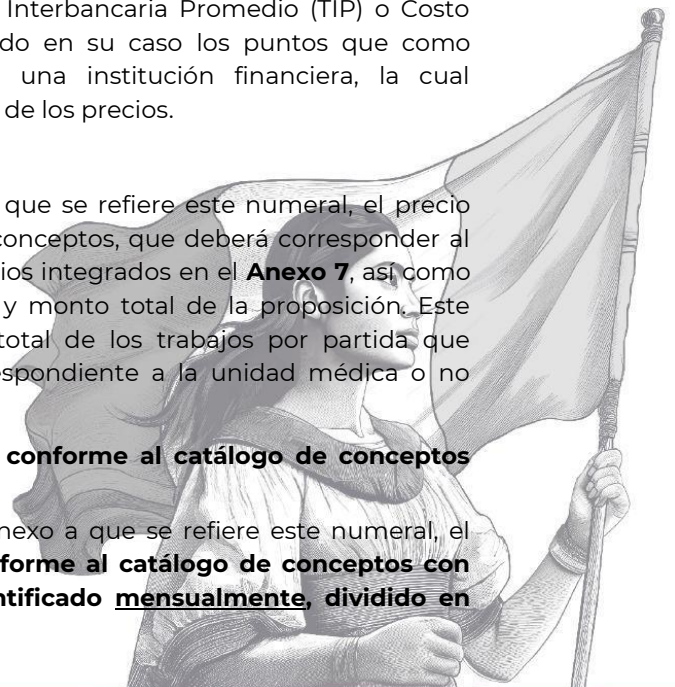 Interbancaria Promedio (TIP) o Costo
do en su caso los puntos que como
una institución financiera, la cual
de los precios.
que se refiere este numeral, el precio
conceptos, que deberá corresponder al
ios integrados en el Anexo 7, así como
y monto total de la proposición. Este
total de los trabajos por partida que
espondiente a la unidad médica o no
conforme al catálogo de conceptos
nexo a que se refiere este numeral, el
forme al catálogo de conceptos con
ntificado mensualmente, dividido en